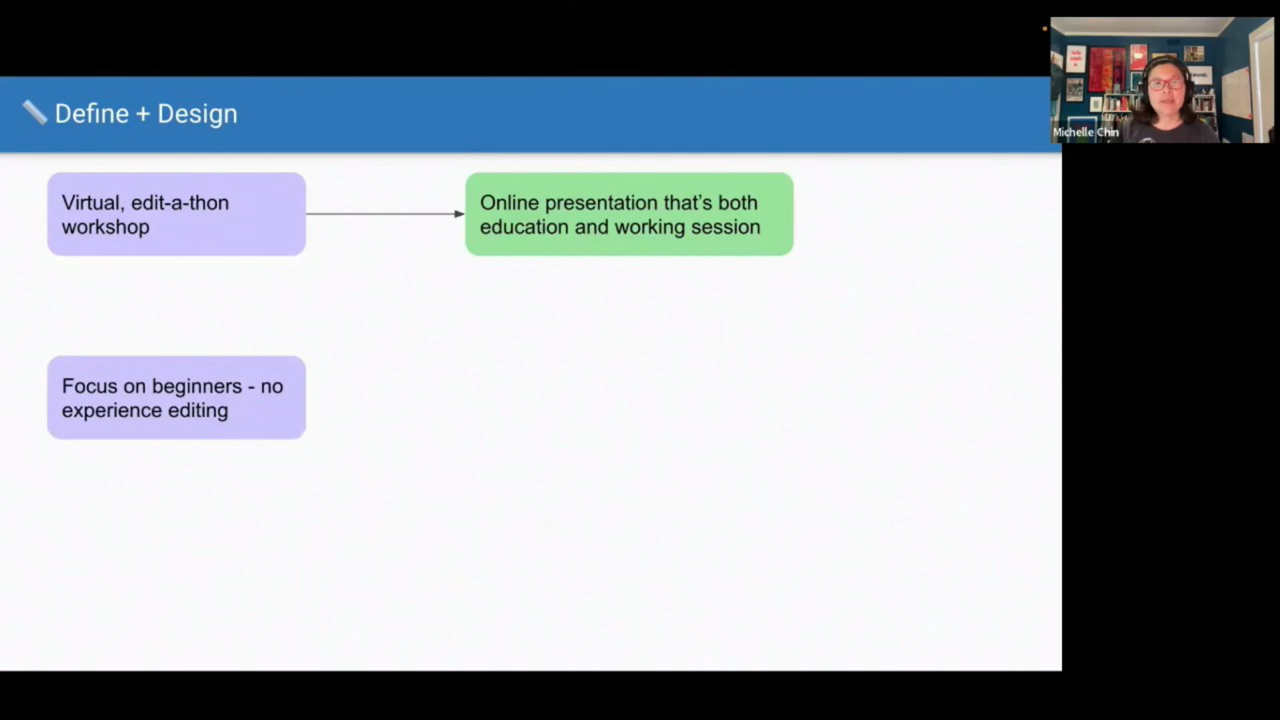 Define + Design
Virtual, edit-a-thon
workshop
Online presentation that’s both
education and working session
Focus on beginners - no
experience editing
Michelle Chin